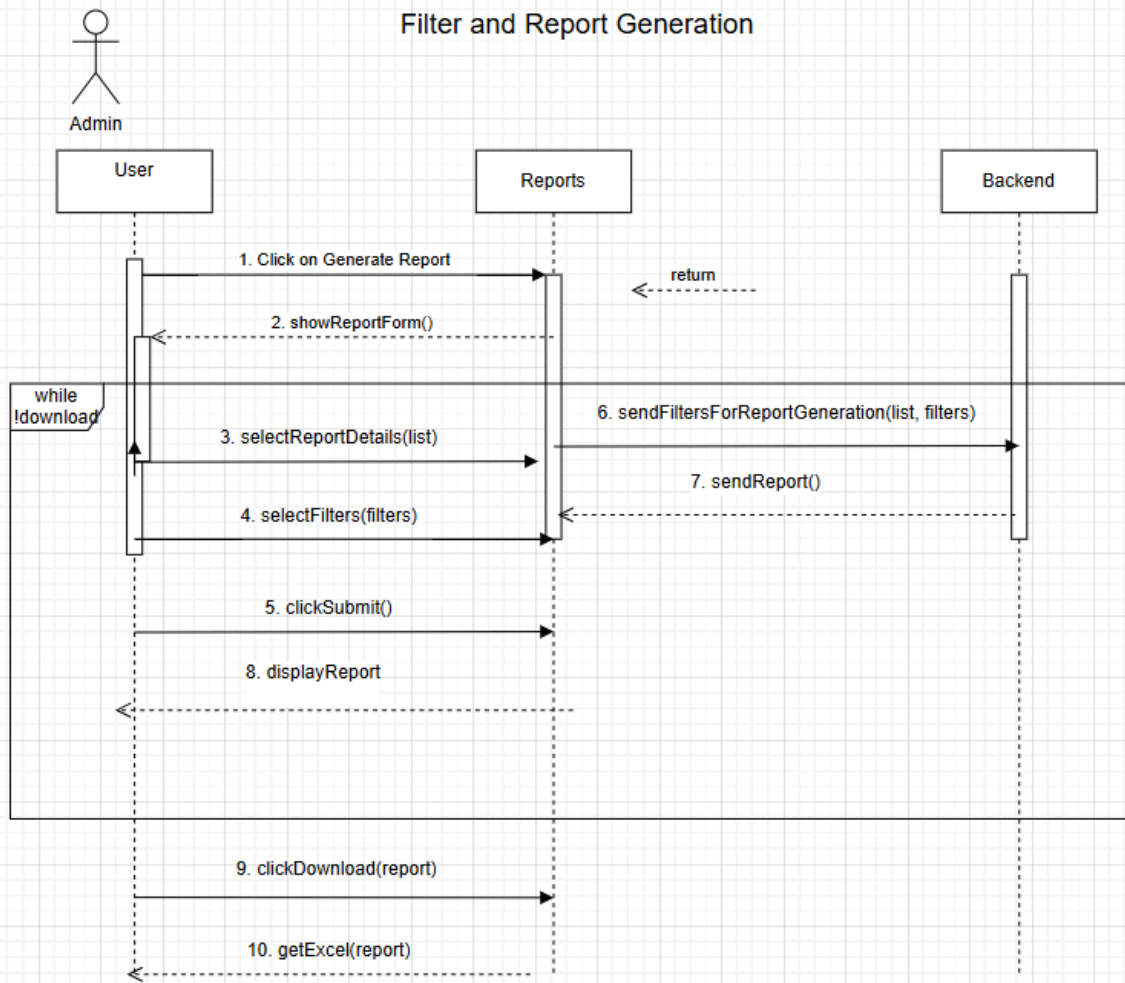 Filter and Report Generation
Admin
User
Reports
Backend
1. Click on Generate Report
return
2. showReportForm()
while
!download
6. sendFiltersForReportGeneration(list, filters)
3. selectReportDetails(list)
7. sendReport()
4. selectFilters(filters)
5. clickSubmit()
8. displayReport
9. clickDownload(report)
10. getExcel(report)